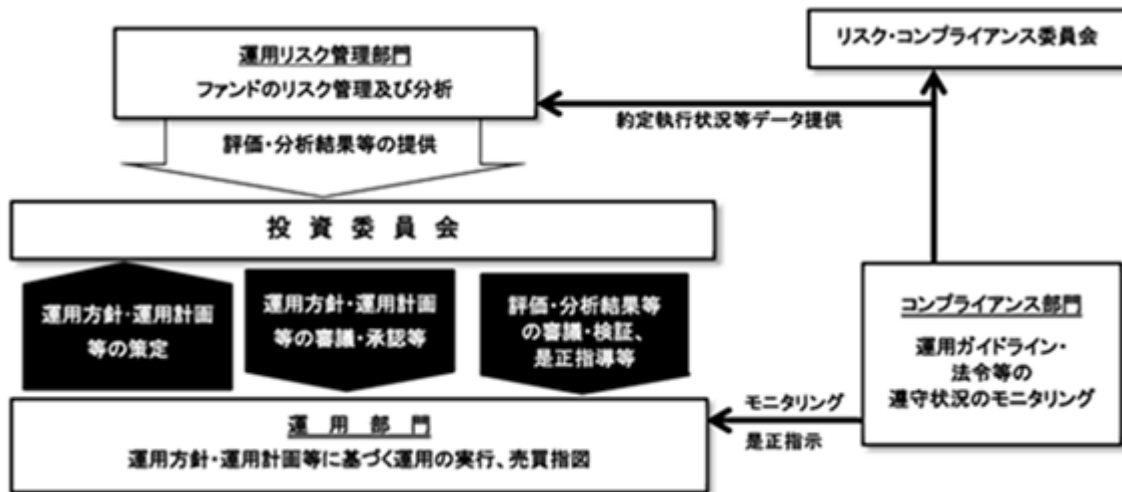 運用リスク管理部門
ファンドのリスク管理及び分析
リスク・コンプライアンス委員会
約定執行状況等データ提供
評価・分析結果等の提供
投資委員会
運用方針・運用計画
等の策定
運用方針・運用計画
等の審議・承認等
評価・分析結果等
の審議・検証、
是正指導等
コンプライアンス部門
運用ガイドライン・
法令等の
遵守状況のモニタリング
モニタリング
是正指示
運用部門
運用方針・運用計画等に基づく運用の実行、売買指図